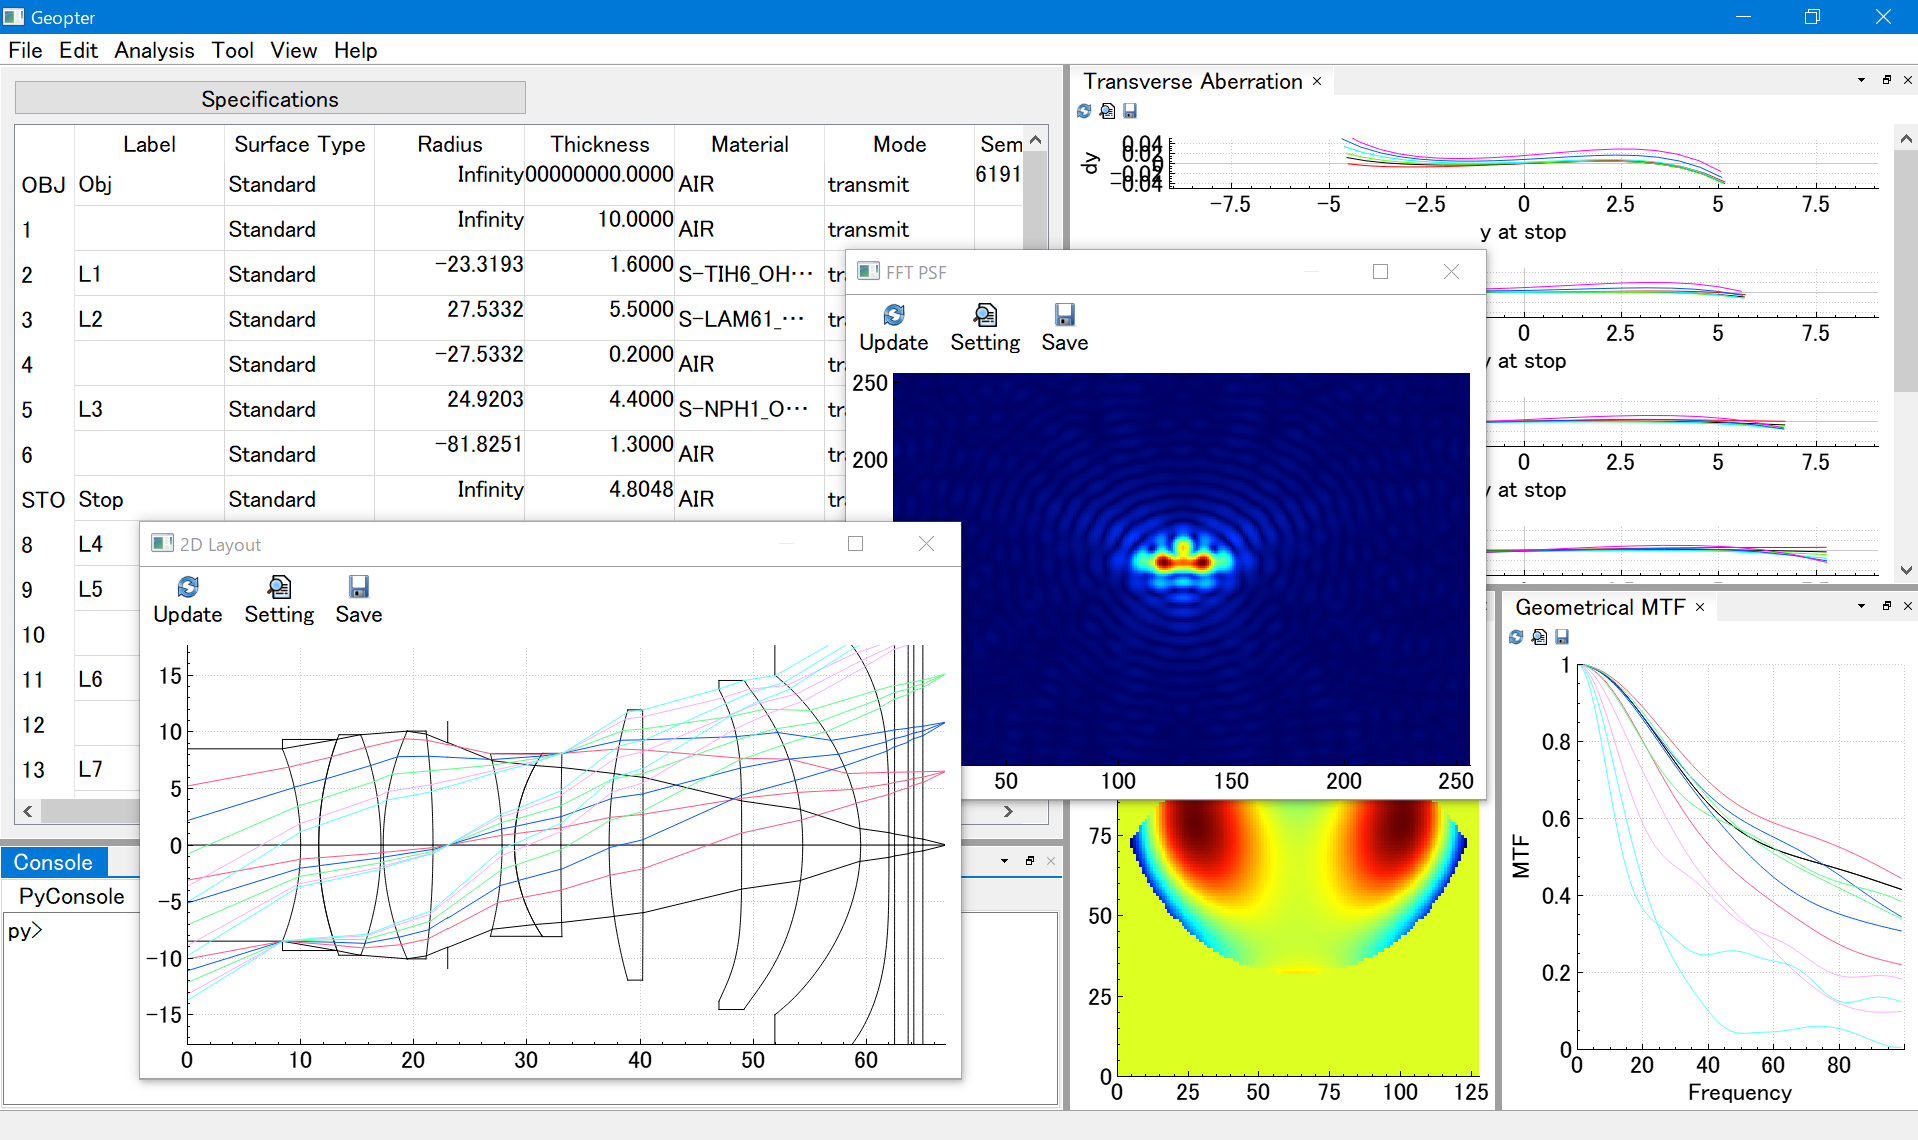 Geopter
File Edit Analysis Tool View Help
Specifications
Label Surface Type Radius Thickness Material Mode Sem
OBJ Obj Standard Infinity 00000000.0000 AIR transmit 6191
1 Standard Infinity 10.0000 AIR transmit
2 L1 Standard −23.3193 1.6000 S-TIH6_OH··· tr
3 L2 Standard 27.5332 5.5000 S-LAM61_··· tr
4 Standard −27.5332 0.2000 AIR tr
5 L3 Standard 24.9203 4.4000 S-NPH1_O··· tr
6 Standard −81.8251 1.3000 AIR tr
STO Stop Standard Infinity 4.8048 AIR tr
8 L4
9 L5
10
11 L6
12
13 L7
Console
PyConsole
py>
2D Layout
Update Setting Save
15
10
5
0
−5
−10
−15
0 10 20 30 40 50 60
FFT PSF
Update Setting Save
250
200
50 100 150 200 250
Transverse Aberration
dy
0.04
0.02
0
−0.02
−0.04
−7.5 −5 −2.5 0 2.5 5 7.5
y at stop
0 2.5 5 7.5
y at stop
0 2.5 5 7.5
y at stop
75
50
25
0
0 25 50 75 100 125
Geometrical MTF
MTF
1
0.8
0.6
0.4
0.2
0
0 20 40 60 80
Frequency